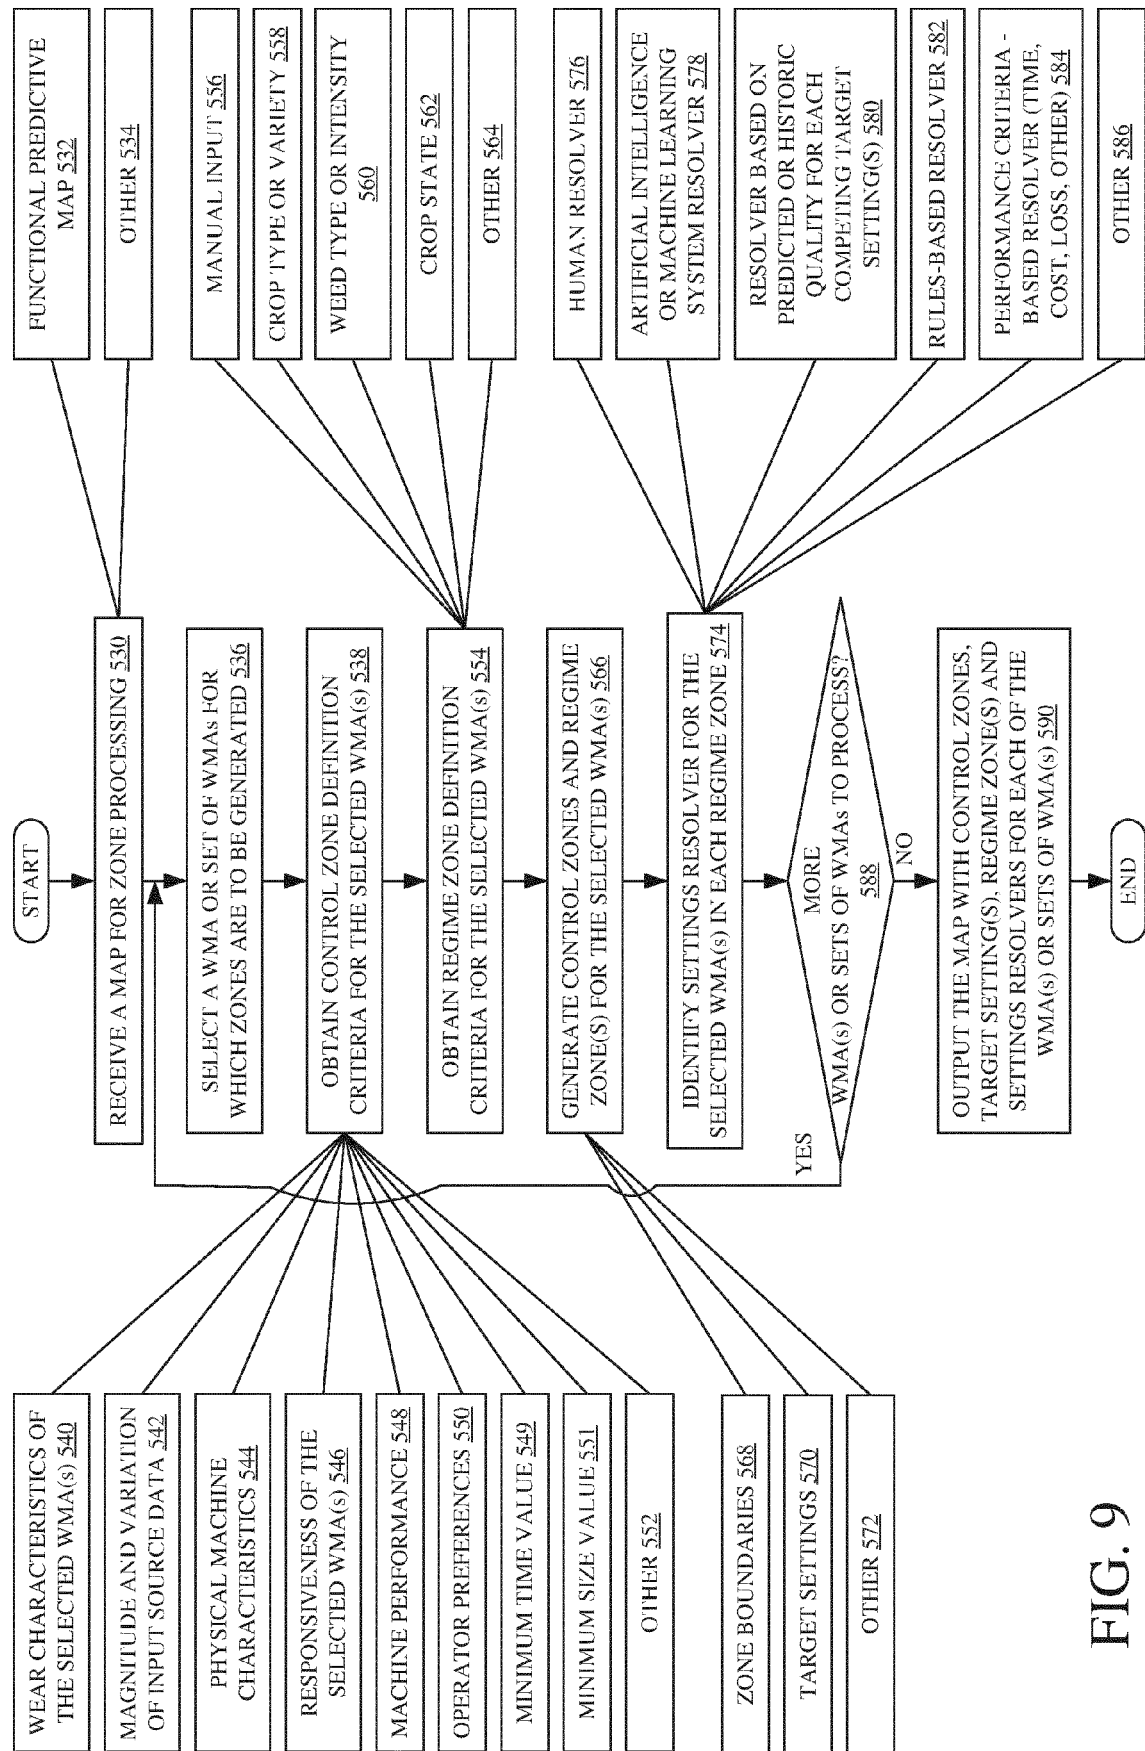 START
RECEIVE A MAP FOR ZONE PROCESSING 530
SELECT A WMA OR SET OF WMAs FOR
WHICH ZONES ARE TO BE GENERATED 536
OBTAIN CONTROL ZONE DEFINITION
CRITERIA FOR THE SELECTED WMA(s) 538
OBTAIN REGIME ZONE DEFINITION
CRITERIA FOR THE SELECTED WMA(s) 554
GENERATE CONTROL ZONES AND REGIME
ZONE(S) FOR THE SELECTED WMA(s) 566
IDENTIFY SETTINGS RESOLVER FOR THE
SELECTED WMA(s) IN EACH REGIME ZONE 574
MORE
WMA(s) OR SETS OF WMAs TO PROCESS?
588
YES
NO
OUTPUT THE MAP WITH CONTROL ZONES,
TARGET SETTING(S), REGIME ZONE(S) AND
SETTINGS RESOLVERS FOR EACH OF THE
WMA(s) OR SETS OF WMA(s) 590
END
WEAR CHARACTERISTICS OF
THE SELECTED WMA(s) 540
MAGNITUDE AND VARIATION
OF INPUT SOURCE DATA 542
PHYSICAL MACHINE
CHARACTERISTICS 544
RESPONSIVENESS OF THE
SELECTED WMA(s) 546
MACHINE PERFORMANCE 548
OPERATOR PREFERENCES 550
MINIMUM TIME VALUE 549
MINIMUM SIZE VALUE 551
OTHER 552
ZONE BOUNDARIES 568
TARGET SETTINGS 570
OTHER 572
FUNCTIONAL PREDICTIVE
MAP 532
OTHER 534
MANUAL INPUT 556
CROP TYPE OR VARIETY 558
WEED TYPE OR INTENSITY
560
CROP STATE 562
OTHER 564
HUMAN RESOLVER 576
ARTIFICIAL INTELLIGENCE
OR MACHINE LEARNING
SYSTEM RESOLVER 578
RESOLVER BASED ON
PREDICTED OR HISTORIC
QUALITY FOR EACH
COMPETING TARGET
SETTING(S) 580
RULES-BASED RESOLVER 582
PERFORMANCE CRITERIA -
BASED RESOLVER (TIME,
COST, LOSS, OTHER) 584
OTHER 586
FIG. 9